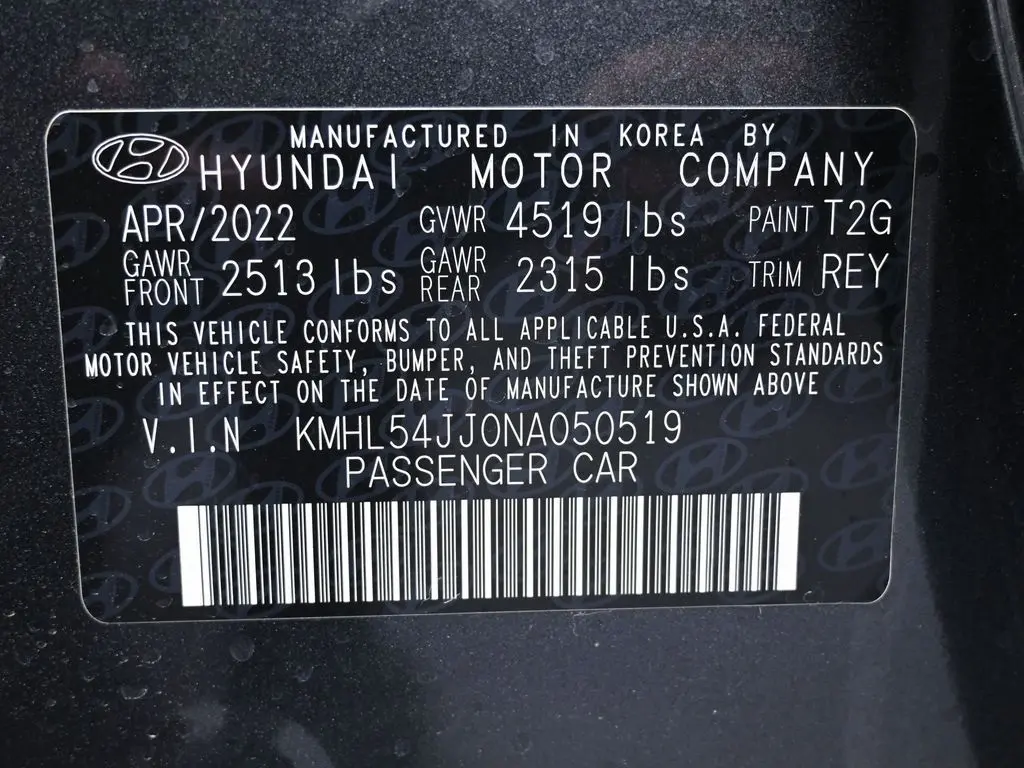 MANUFACTURED IN KOREA BY
HYUNDAI MOTOR COMPANY
APR/2022 GVWR 4519 lbs PAINT T2G
GAWR FRONT 2513 lbs GAWR REAR 2315 lbs TRIM REY
THIS VEHICLE CONFORMS TO ALL APPLICABLE U.S.A. FEDERAL
MOTOR VEHICLE SAFETY, BUMPER, AND THEFT PREVENTION STANDARDS
IN EFFECT ON THE DATE OF MANUFACTURE SHOWN ABOVE
V.I.N KMHL54JJ0NA050519
PASSENGER CAR